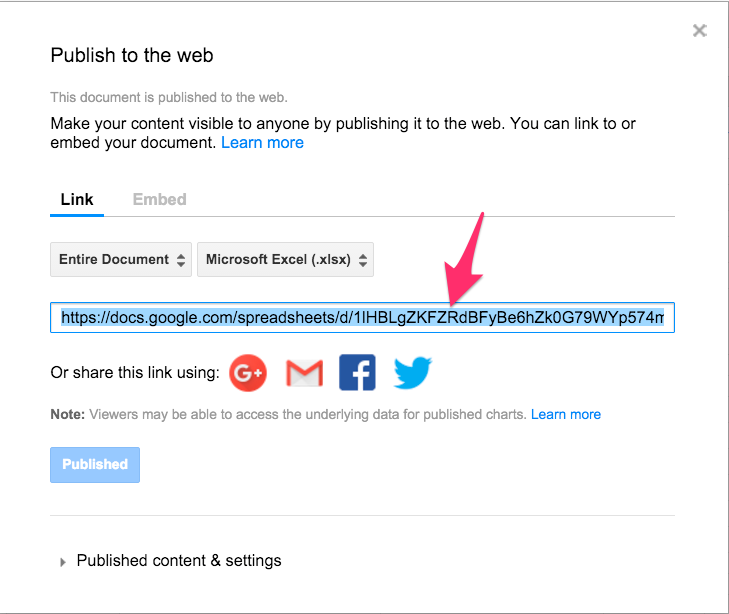 Publish to the web
This document is published to the web.
Make your content visible to anyone by publishing it to the web. You can link to or
embed your document. Learn more
Link Embed
Entire Document Microsoft Excel (.xlsx)
https://docs.google.com/spreadsheets/d/1lHBLgZKFZRdBFyBe6hZk0G79WYp574m
Or share this link using: G+ f
Note: Viewers may be able to access the underlying data for published charts. Learn more
Published
Published content & settings